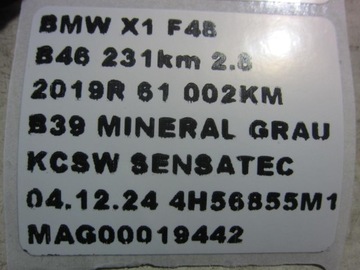 BMW X1 F48
B46 231km 2.8
2019R 61 002KM
B39 MINERAL GRAU
KCSW SENSATEC
04.12.24 4H56855M1
MAG00019442